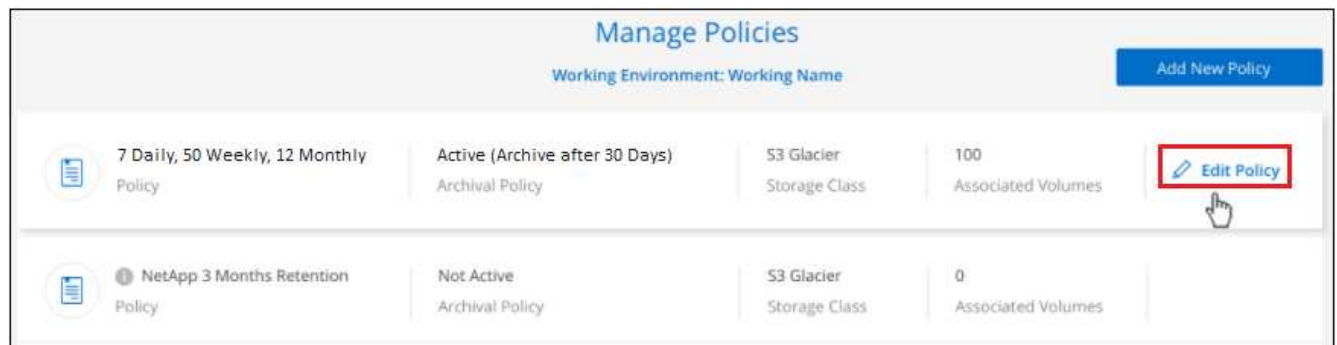 Manage Policies
Working Environment: Working Name
Add New Policy
7 Daily, 50 Weekly, 12 Monthly
Policy
Active (Archive after 30 Days)
Archival Policy
S3 Glacier
Storage Class
100
Associated Volumes
Edit Policy
NetApp 3 Months Retention
Policy
Not Active
Archival Policy
S3 Glacier
Storage Class
0
Associated Volumes